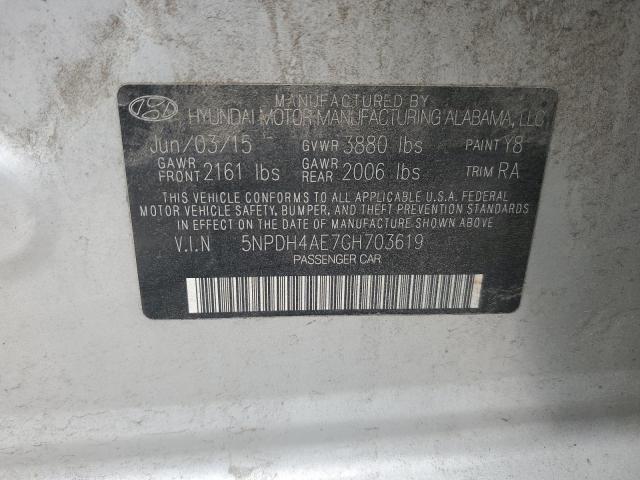 MANUFACTURED BY
HYUNDAI MOTOR MANUFACTURING ALABAMA, LLC
Jun/03/15 GVWR 3880 lbs PAINT Y8
GAWR FRONT 2161 lbs GAWR REAR 2006 lbs TRIM RA
THIS VEHICLE CONFORMS TO ALL APPLICABLE U.S.A. FEDERAL
MOTOR VEHICLE SAFETY, BUMPER, AND THEFT PREVENTION STANDARDS
IN EFFECT ON THE DATE OF MANUFACTURE SHOWN ABOVE.
V.I.N 5NPDH4AE7GH703619
PASSENGER CAR